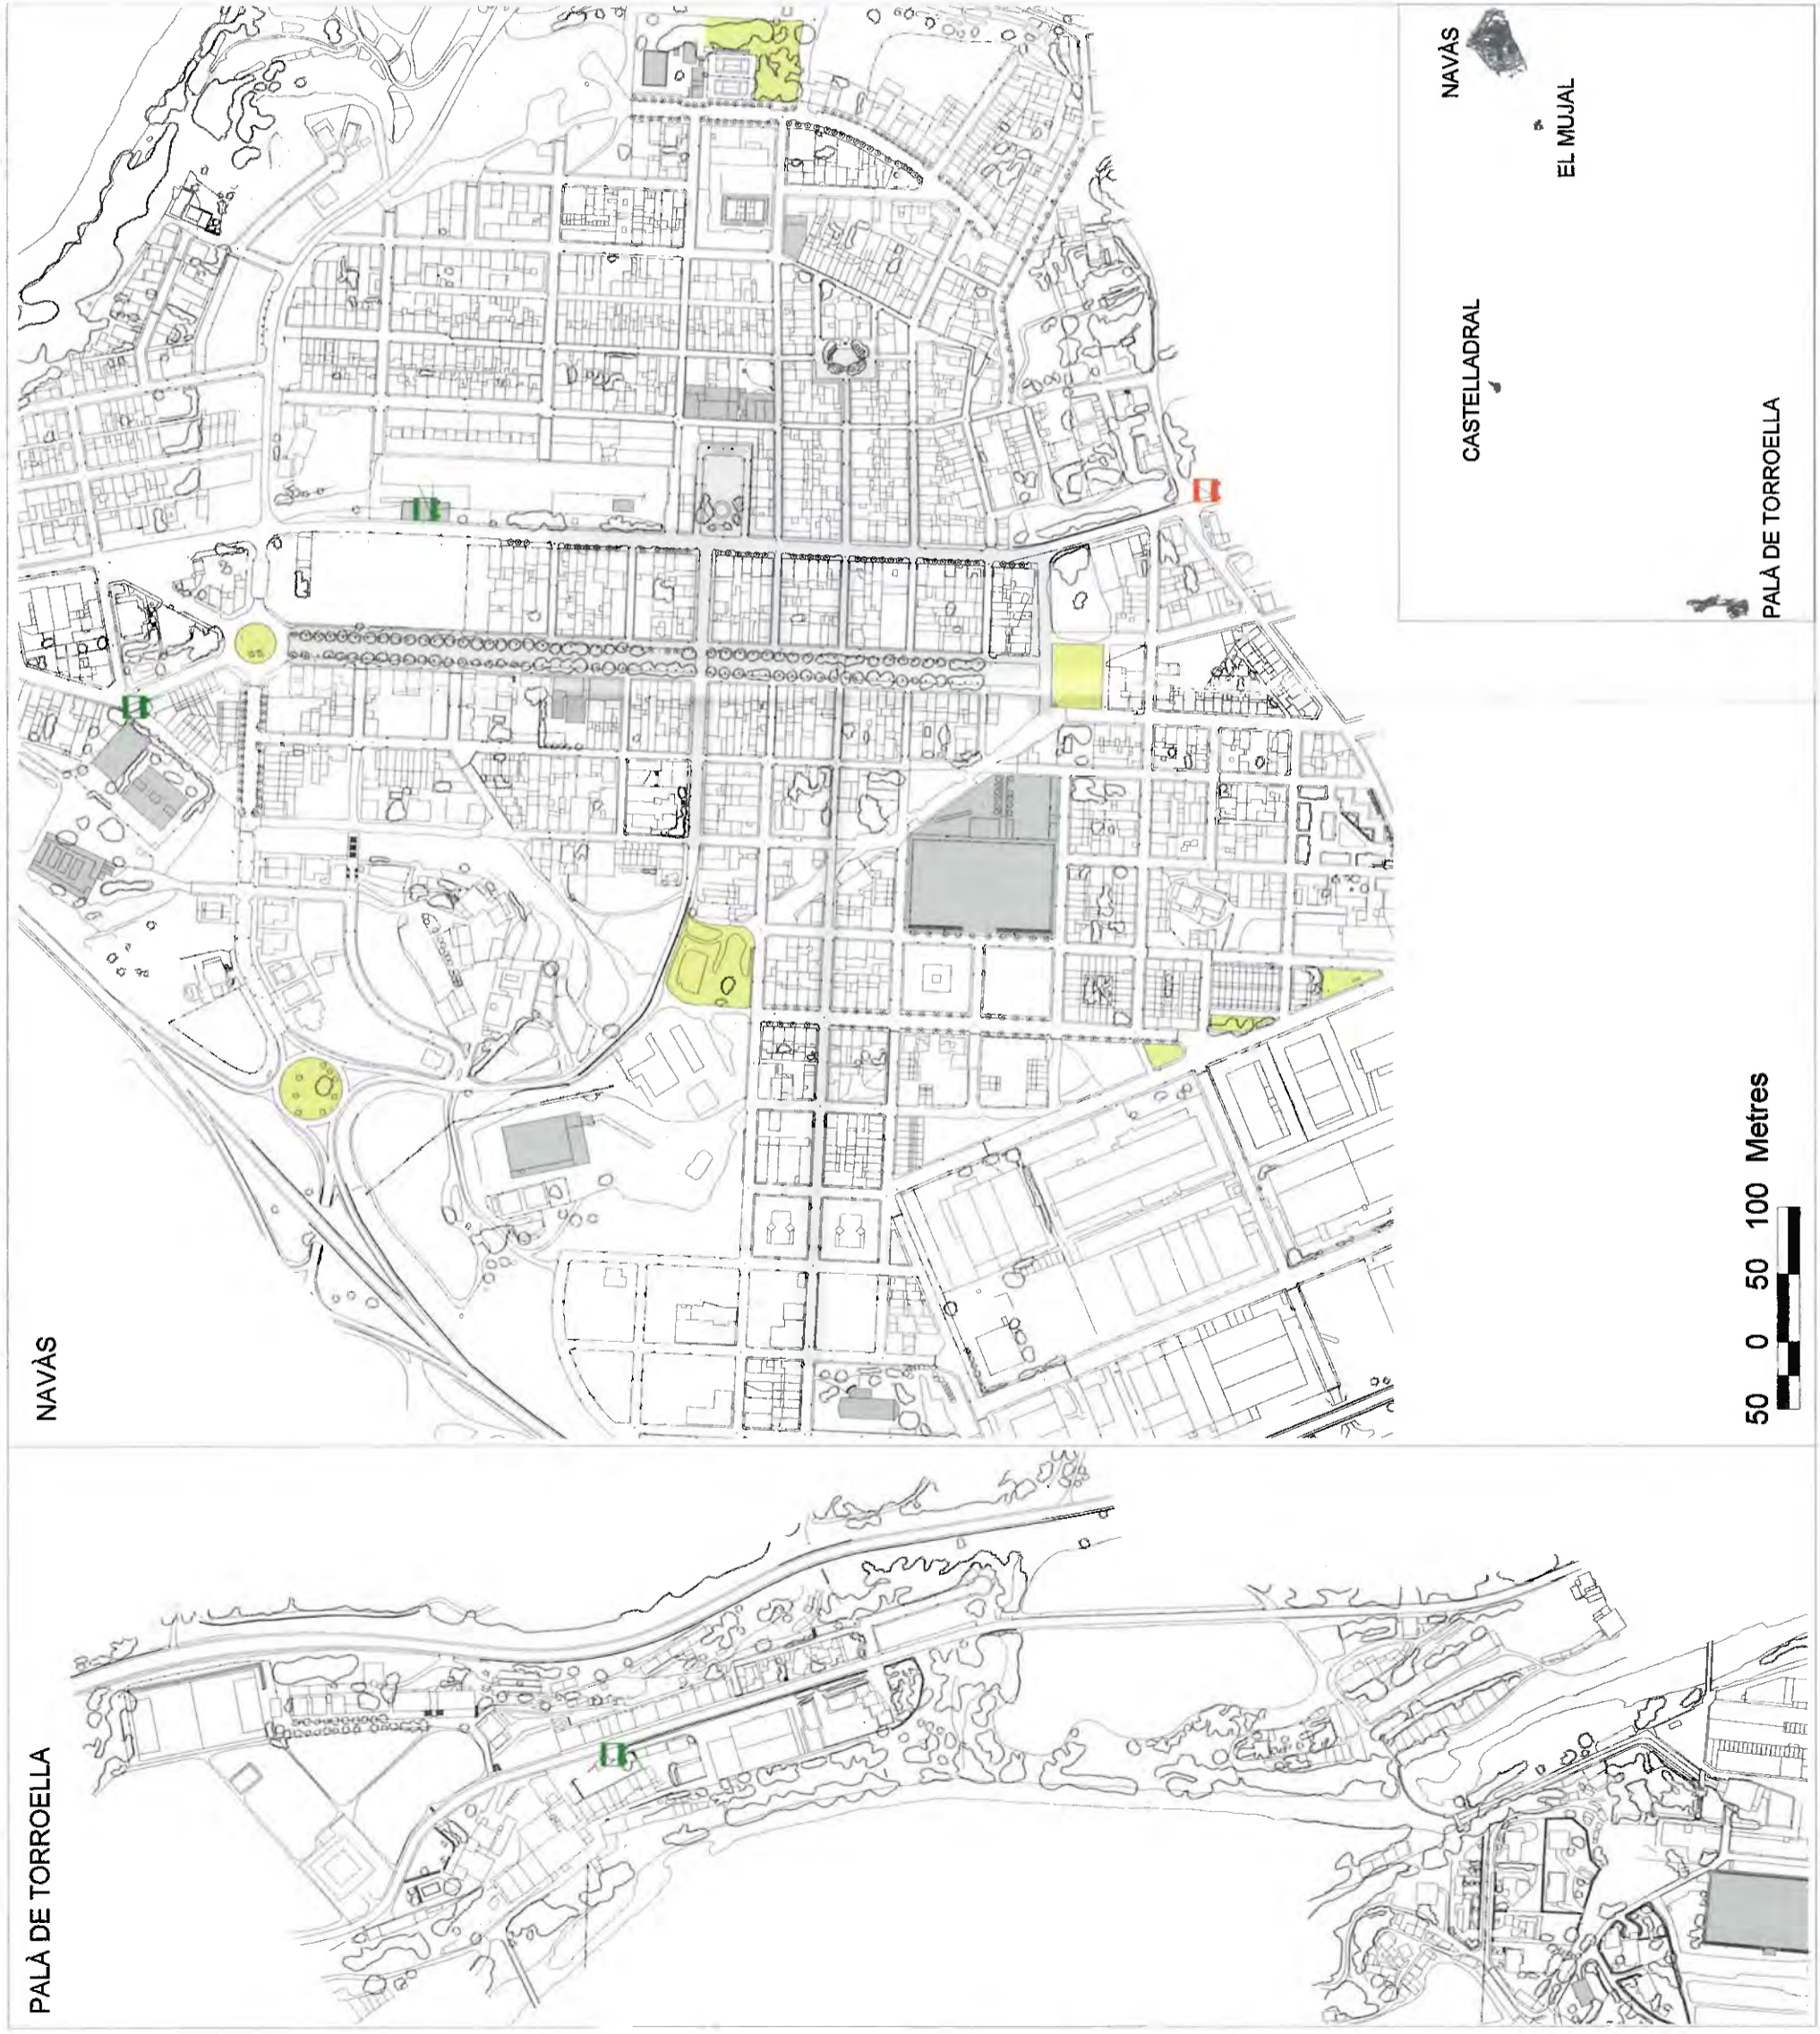 PALÀ DE TORROELLA
NAVÀS
NAVÀS
EL MUJAL
CASTELLADRAL
PALÀ DE TORROELLA
50 0 50 100 Metres